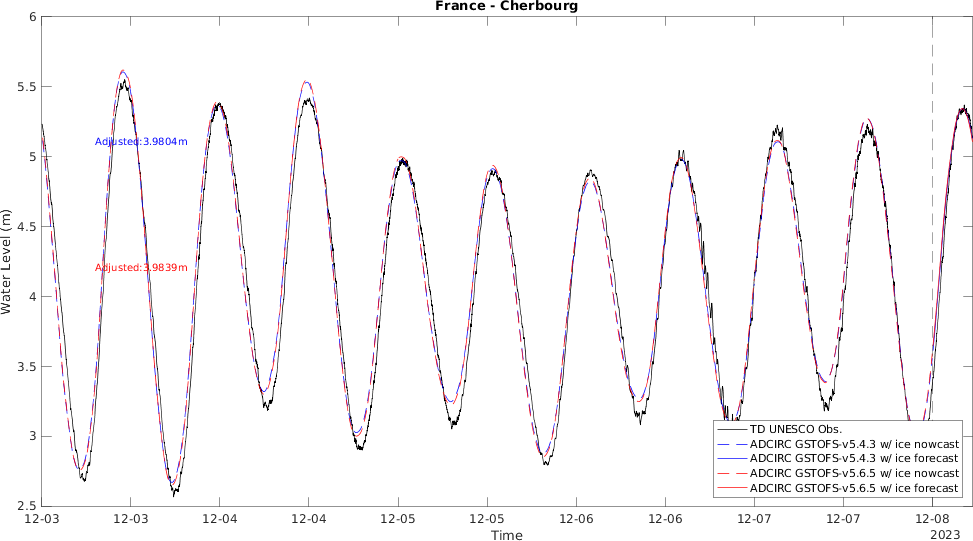 France - Cherbourg
6
5.5
5
4.5
4
3.5
3
2.5
Water Level (m)
Adjusted:3.9804m
Adjusted:3.9839m
TD UNESCO Obs.
ADCIRC GSTOFS-v5.4.3 w/ ice nowcast
ADCIRC GSTOFS-v5.4.3 w/ ice forecast
ADCIRC GSTOFS-v5.6.5 w/ ice nowcast
ADCIRC GSTOFS-v5.6.5 w/ ice forecast
12-03 12-03 12-04 12-04 12-05 12-05 12-06 12-06 12-07 12-07 12-08
2023
Time